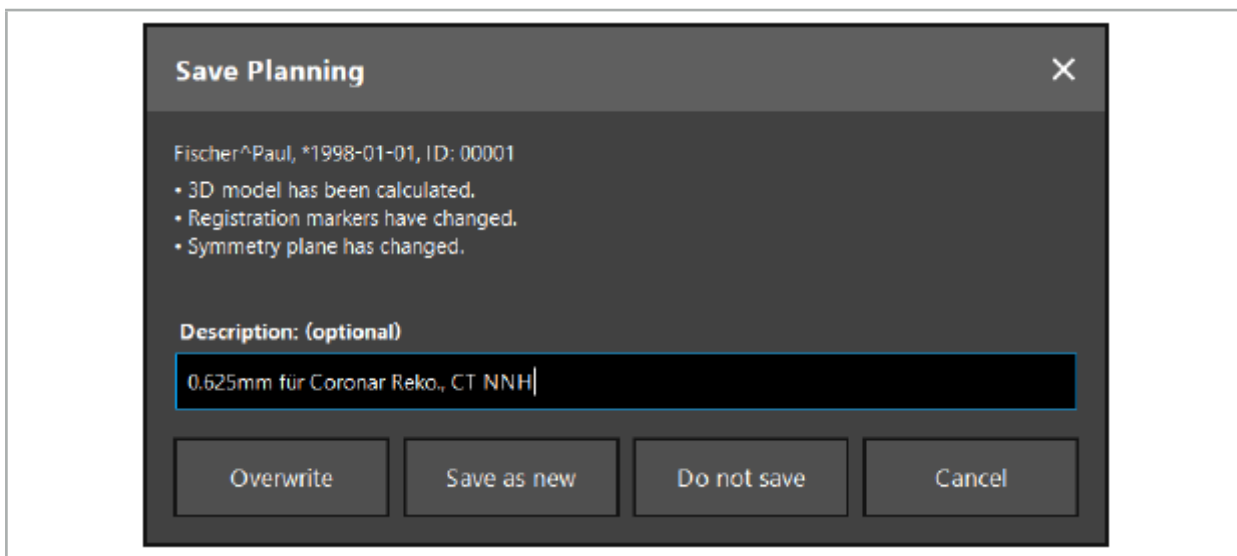 Save Planning
Fischer^Paul, *1998-01-01, ID: 00001
• 3D model has been calculated.
• Registration markers have changed.
• Symmetry plane has changed.
Description: (optional)
0.625mm für Coronar Reko., CT NNH
Overwrite Save as new Do not save Cancel